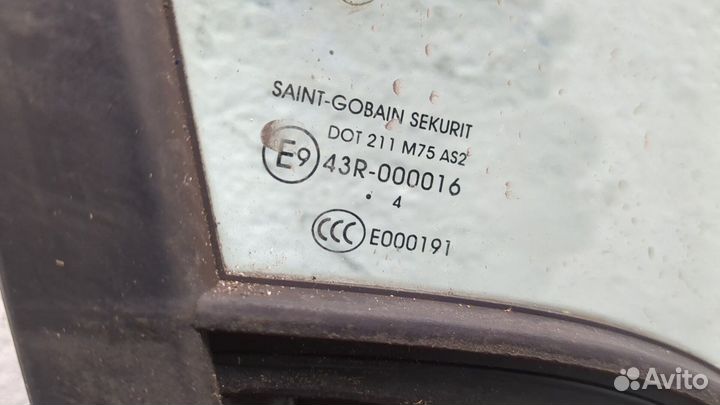 SAINT-GOBAIN SEKURIT
DOT 211 M75 AS2
E9 43R-000016
• 4
CCC E000191
Avito